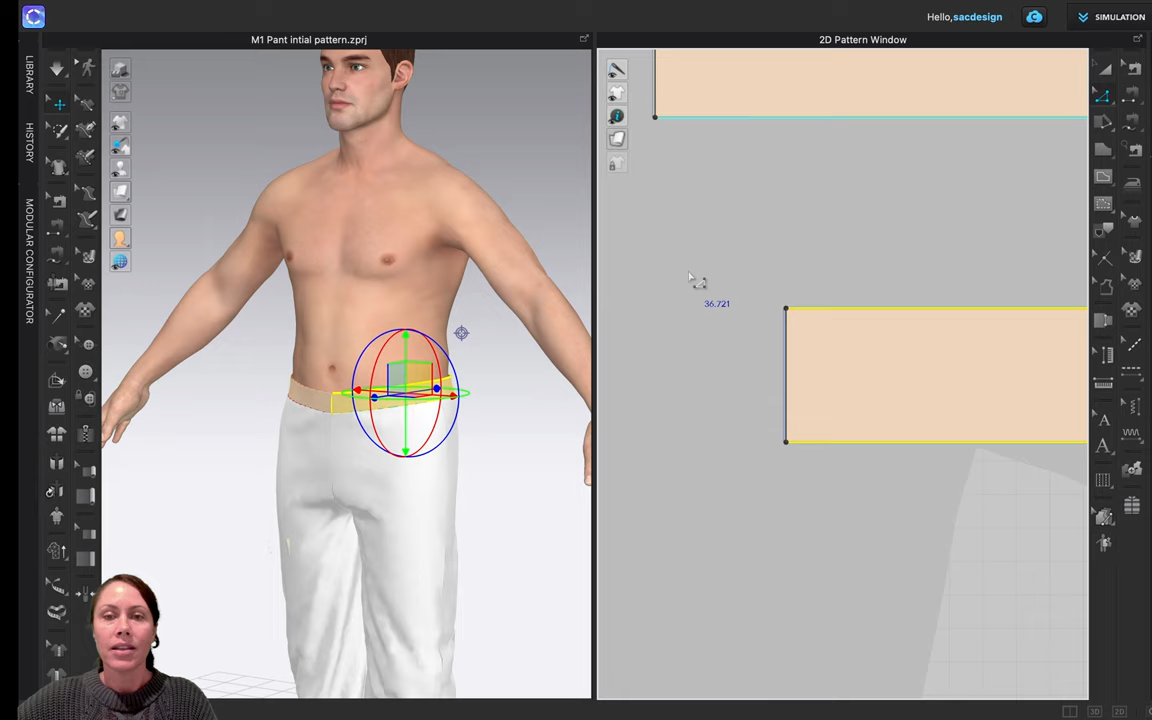 Hello,sacdesign
SIMULATION
M1 Pant intial pattern.zprj
2D Pattern Window
LIBRARY
HISTORY
MODULAR CONFIGURATOR
36.721
3D
2D